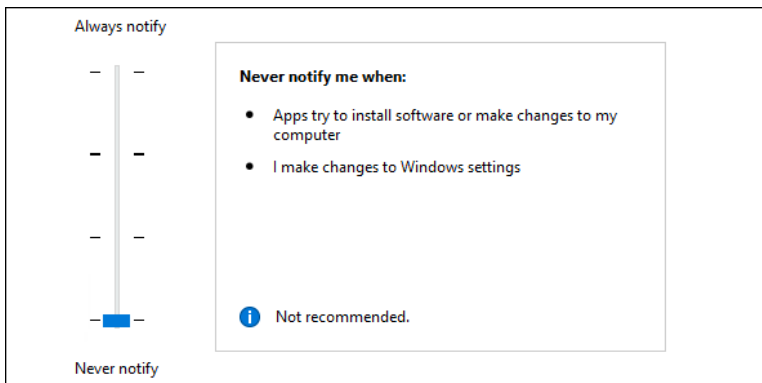 Always notify
Never notify me when:
• Apps try to install software or make changes to my
computer
• I make changes to Windows settings
Not recommended.
Never notify